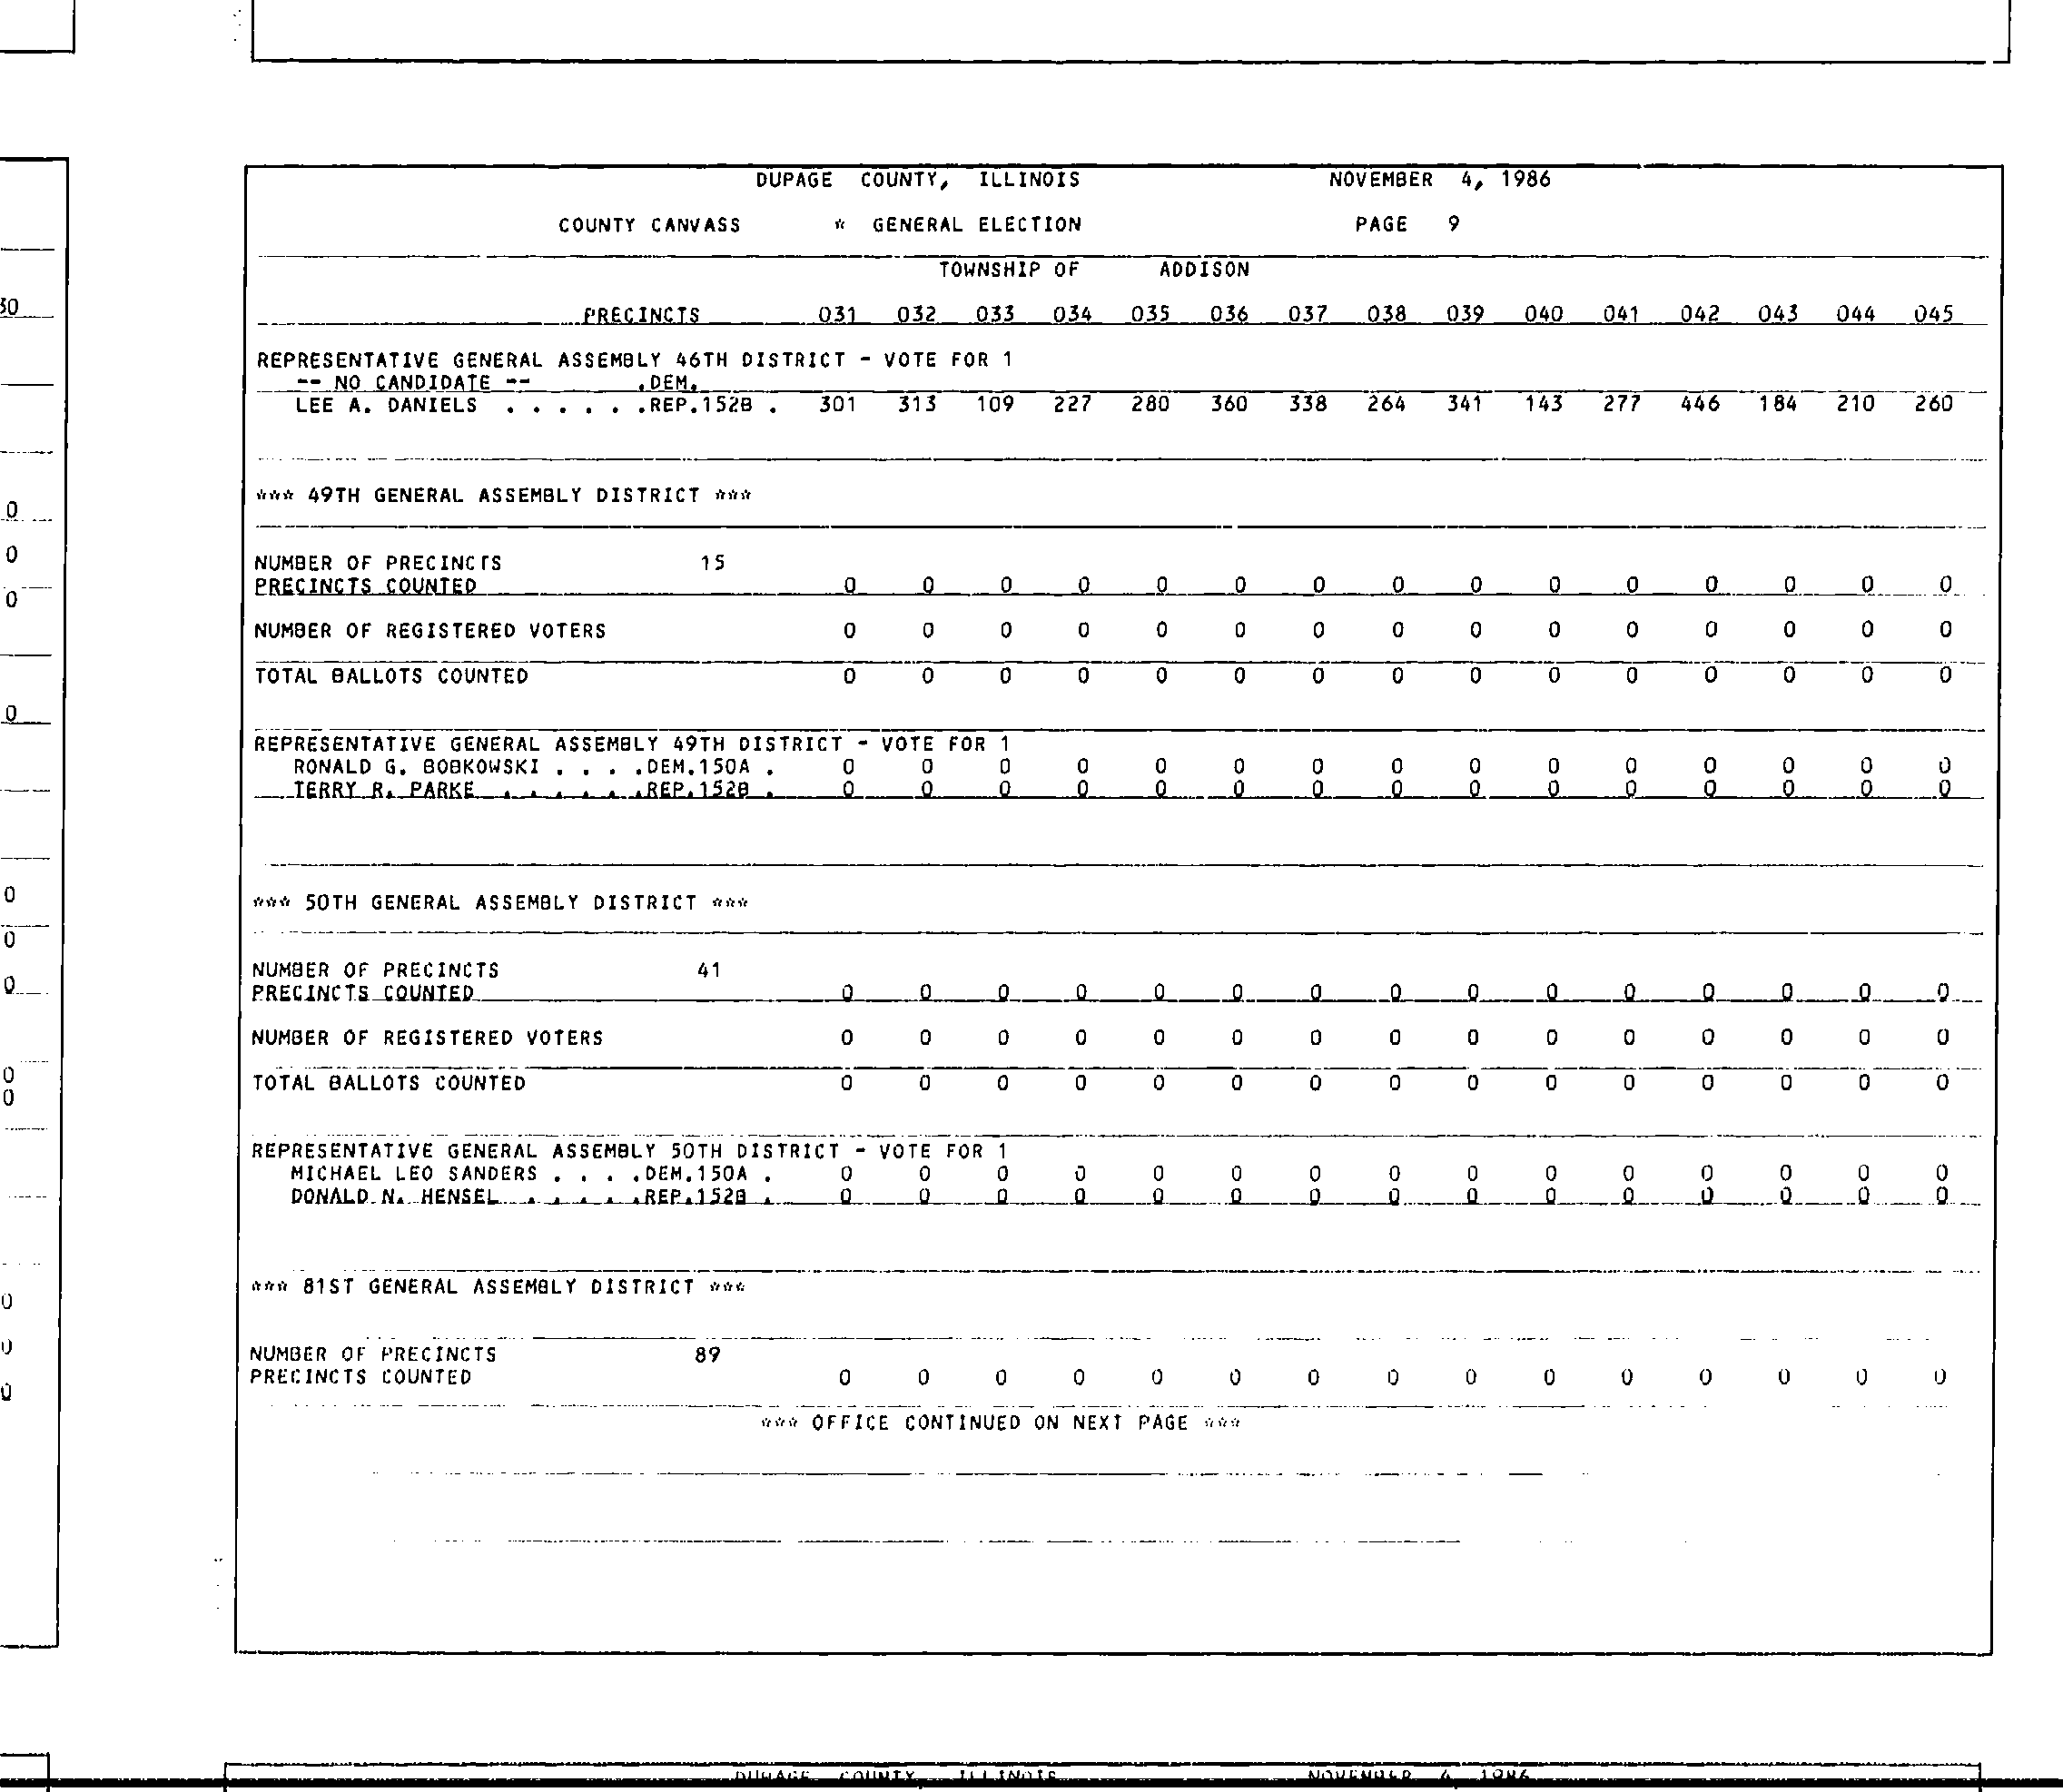 DUPAGE COUNTY, ILLINOIS NOVEMBER 4, 1986
COUNTY CANVASS * GENERAL ELECTION PAGE 9
TOWNSHIP OF ADDISON
PRECINCTS 031 032 033 034 035 036 037 038 039 040 041 042 043 044 045
REPRESENTATIVE GENERAL ASSEMBLY 46TH DISTRICT - VOTE FOR 1
-- NO CANDIDATE -- .DEM.
LEE A. DANIELS . . . . . .REP.152B . 301 313 109 227 280 360 338 264 341 143 277 446 184 210 260
*** 49TH GENERAL ASSEMBLY DISTRICT ***
NUMBER OF PRECINCTS 15
PRECINCTS COUNTED 0 0 0 0 0 0 0 0 0 0 0 0 0 0 0
NUMBER OF REGISTERED VOTERS 0 0 0 0 0 0 0 0 0 0 0 0 0 0 0
TOTAL BALLOTS COUNTED 0 0 0 0 0 0 0 0 0 0 0 0 0 0 0
REPRESENTATIVE GENERAL ASSEMBLY 49TH DISTRICT - VOTE FOR 1
RONALD G. BOBKOWSKI . . . .DEM.150A . 0 0 0 0 0 0 0 0 0 0 0 0 0 0 0
TERRY R. PARKE . . . . . .REP.152B . 0 0 0 0 0 0 0 0 0 0 0 0 0 0 0
*** 50TH GENERAL ASSEMBLY DISTRICT ***
NUMBER OF PRECINCTS 41
PRECINCTS COUNTED 0 0 0 0 0 0 0 0 0 0 0 0 0 0 0
NUMBER OF REGISTERED VOTERS 0 0 0 0 0 0 0 0 0 0 0 0 0 0 0
TOTAL BALLOTS COUNTED 0 0 0 0 0 0 0 0 0 0 0 0 0 0 0
REPRESENTATIVE GENERAL ASSEMBLY 50TH DISTRICT - VOTE FOR 1
MICHAEL LEO SANDERS . . . .DEM.150A . 0 0 0 0 0 0 0 0 0 0 0 0 0 0 0
DONALD N. HENSEL . . . . .REP.152B . 0 0 0 0 0 0 0 0 0 0 0 0 0 0 0
*** 81ST GENERAL ASSEMBLY DISTRICT ***
NUMBER OF PRECINCTS 89
PRECINCTS COUNTED 0 0 0 0 0 0 0 0 0 0 0 0 0 0 0
*** OFFICE CONTINUED ON NEXT PAGE ***
DUPAGE COUNTY, ILLINOIS NOVEMBER 4, 1986